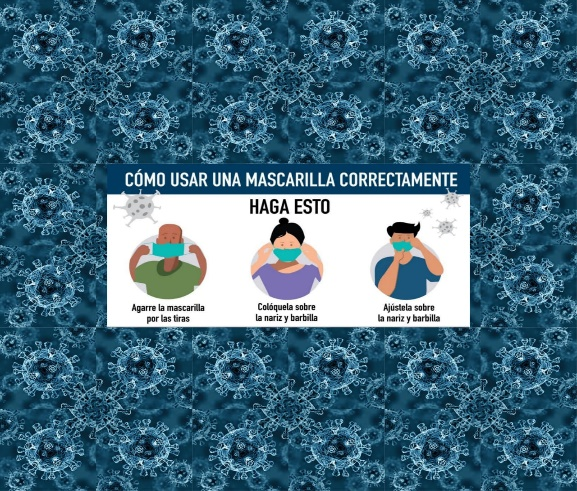 CÓMO USAR UNA MASCARILLA CORRECTAMENTE
HAGA ESTO
Agarre la mascarilla
por las tiras
Colóquela sobre
la nariz y barbilla
Ajústela sobre
la nariz y barbilla